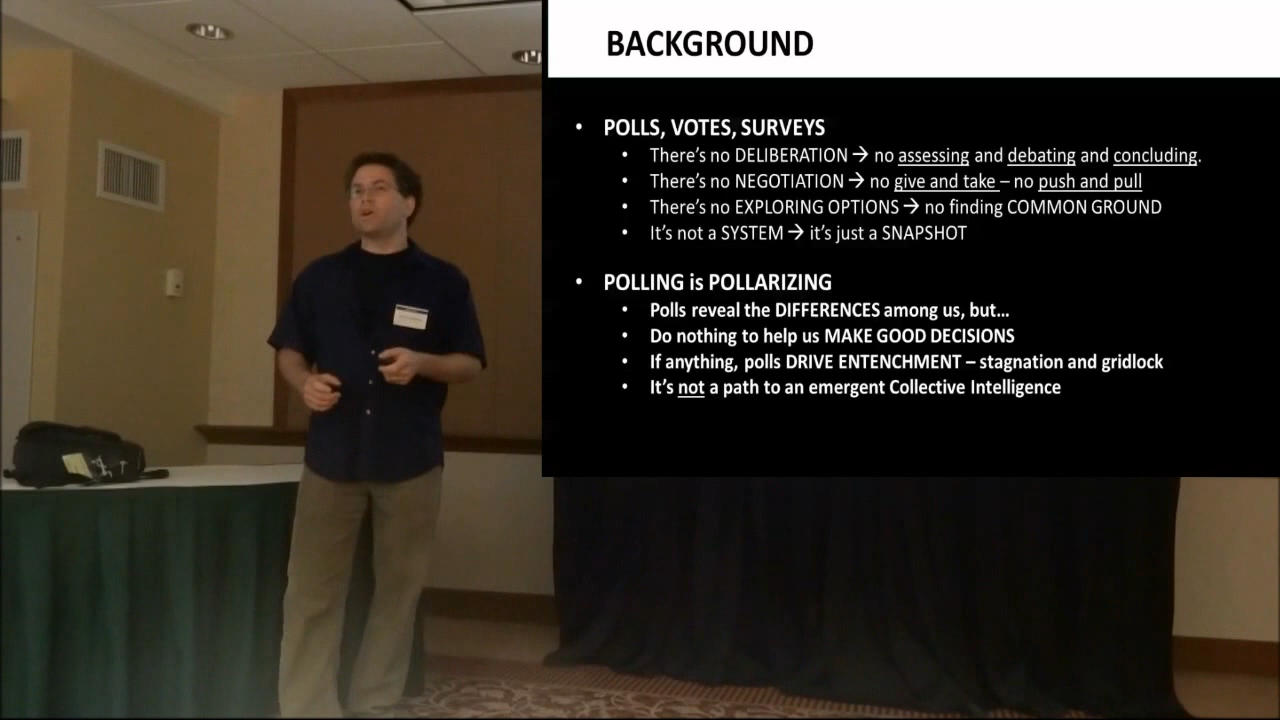 BACKGROUND
• POLLS, VOTES, SURVEYS
• There's no DELIBERATION → no assessing and debating and concluding.
• There's no NEGOTIATION → no give and take – no push and pull
• There's no EXPLORING OPTIONS → no finding COMMON GROUND
• It's not a SYSTEM → it's just a SNAPSHOT
• POLLING is POLLARIZING
• Polls reveal the DIFFERENCES among us, but...
• Do nothing to help us MAKE GOOD DECISIONS
• If anything, polls DRIVE ENTENCHMENT – stagnation and gridlock
• It's not a path to an emergent Collective Intelligence